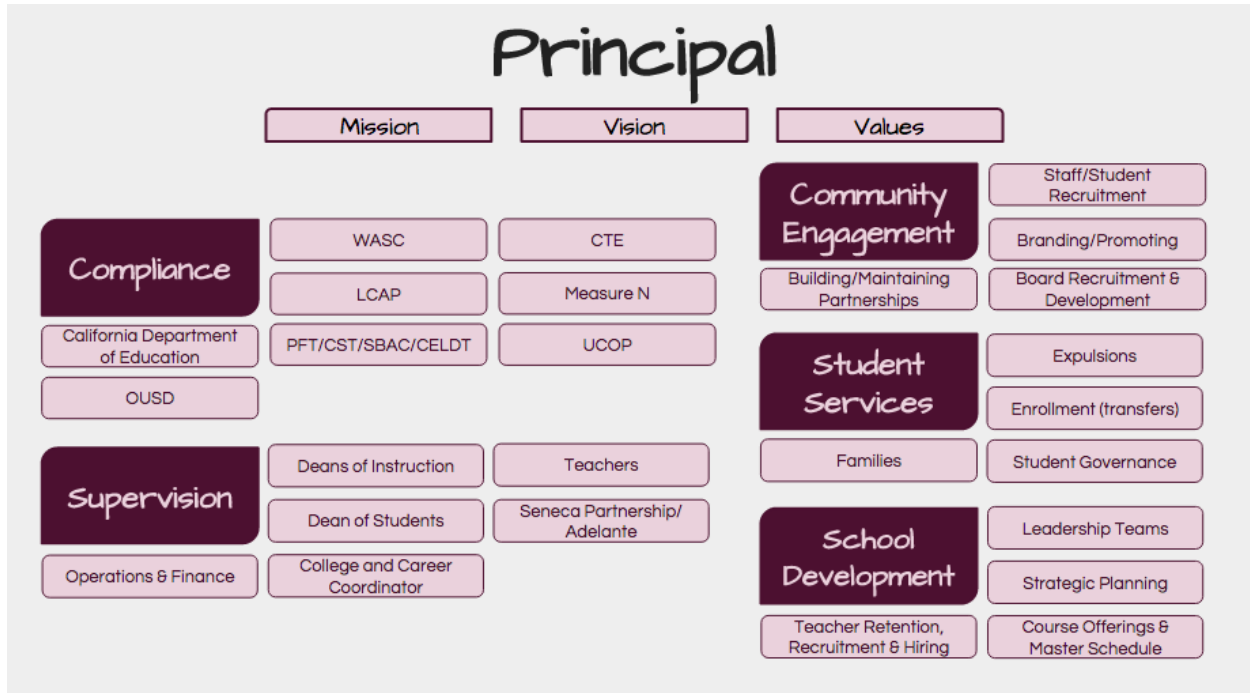 Principal
Mission
Vision
Values
Compliance
WASC
CTE
LCAP
Measure N
California Department
of Education
PFT/CST/SBAC/CELDT
UCOP
OUSD
Supervision
Deans of Instruction
Teachers
Dean of Students
Seneca Partnership/
Adelante
Operations & Finance
College and Career
Coordinator
Community
Engagement
Staff/Student
Recruitment
Branding/Promoting
Building/Maintaining
Partnerships
Board Recruitment &
Development
Student
Services
Expulsions
Enrollment (transfers)
Families
Student Governance
School
Development
Leadership Teams
Strategic Planning
Teacher Retention,
Recruitment & Hiring
Course Offerings &
Master Schedule